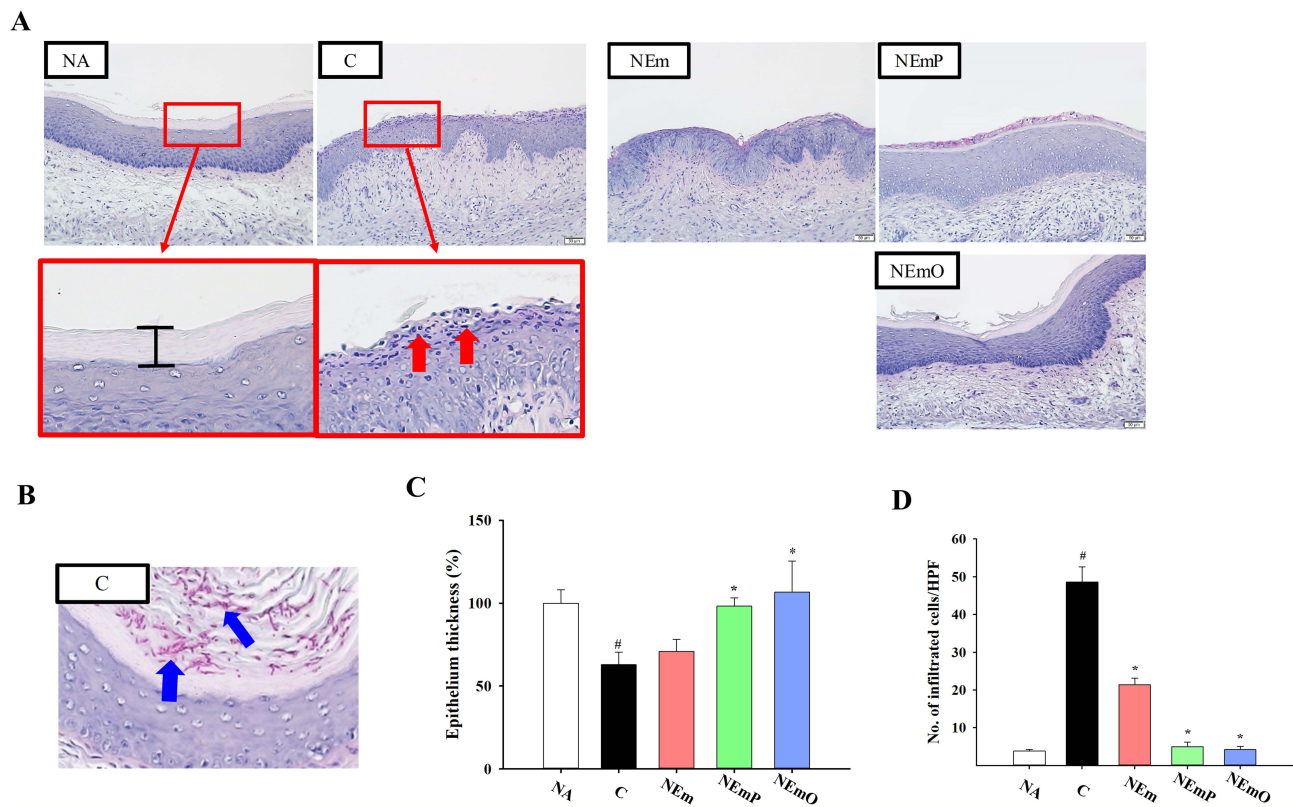 A
NA
C
NEm
NEmP
NEmO
B
C
C
Epithelium thickness (%)
150
100
50
0
#
*
*
NA
C
NEm
NEmP
NEmO
D
No. of infiltrated cells/HPF
60
50
40
30
20
10
#
*
*
*
NA
C
NEm
NEmP
NEmO